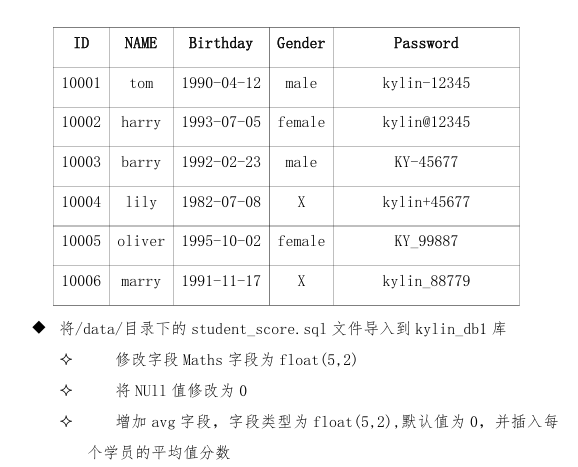 ID NAME Birthday Gender Password
10001 tom 1990-04-12 male kylin-12345
10002 harry 1993-07-05 female kylin@12345
10003 barry 1992-02-23 male KY-45677
10004 lily 1982-07-08 X kylin+45677
10005 oliver 1995-10-02 female KY_99887
10006 marry 1991-11-17 X kylin_88779
◆ 将/data/目录下的 student_score.sql 文件导入到 kylin_db1 库
✧ 修改字段 Maths 字段为 float(5,2)
✧ 将 NUll 值修改为 0
✧ 增加 avg 字段，字段类型为 float(5,2),默认值为 0，并插入每
个学员的平均值分数